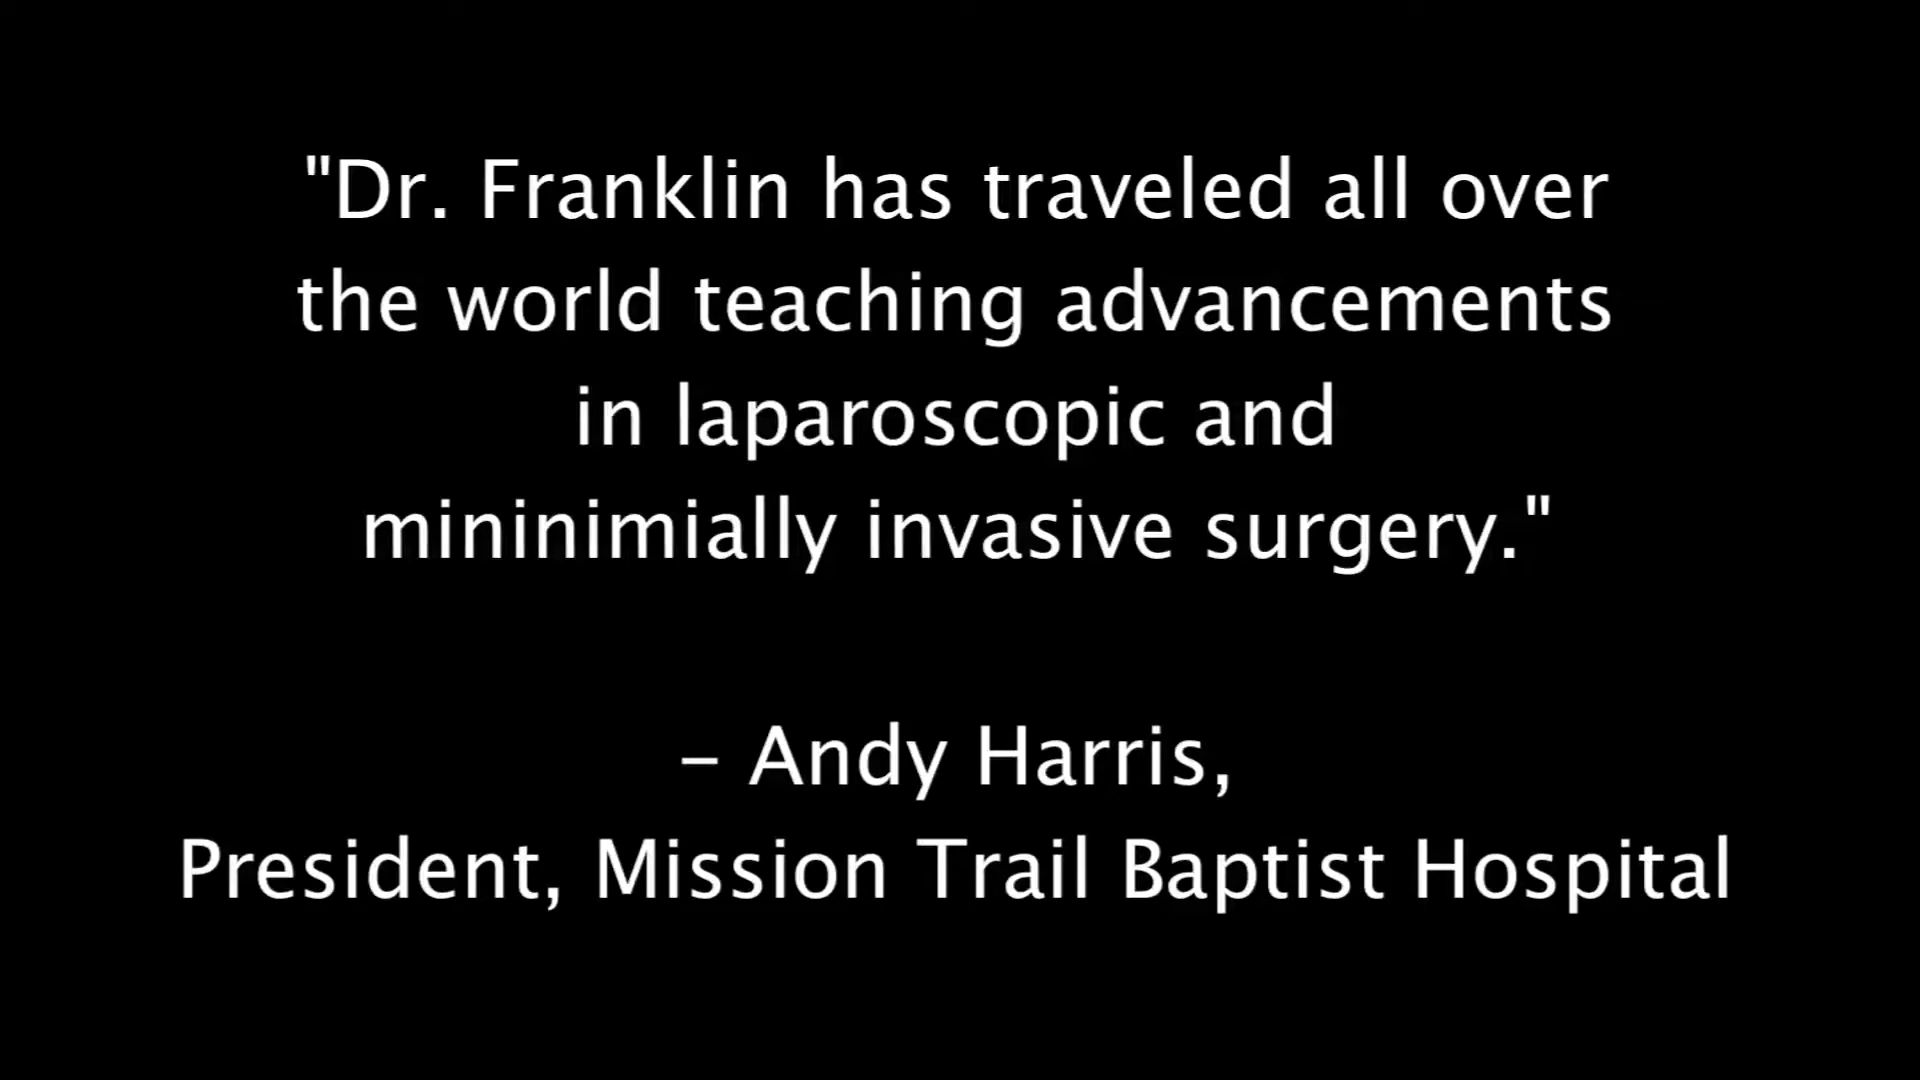 "Dr. Franklin has traveled all over
the world teaching advancements
in laparoscopic and
mininimially invasive surgery."
– Andy Harris,
President, Mission Trail Baptist Hospital